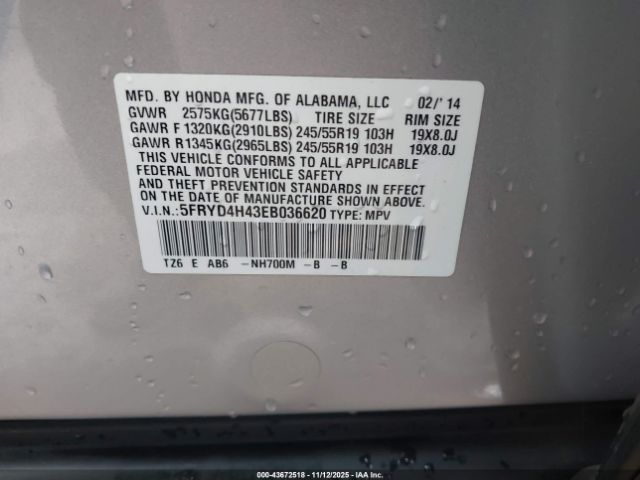 MFD. BY HONDA MFG. OF ALABAMA, LLC 02/'14
GVWR 2575KG(5677LBS) TIRE SIZE RIM SIZE
GAWR F 1320KG(2910LBS) 245/55R19 103H 19X8.0J
GAWR R 1345KG(2965LBS) 245/55R19 103H 19X8.0J
THIS VEHICLE CONFORMS TO ALL APPLICABLE
FEDERAL MOTOR VEHICLE SAFETY
AND THEFT PREVENTION STANDARDS IN EFFECT
ON THE DATE OF MANUFACTURE SHOWN ABOVE.
V.I.N.:5FRYD4H43EB036620 TYPE: MPV
TZ6 E AB6 -NH700M -B -B
000-43672518 - 11/12/2025 - IAA Inc.